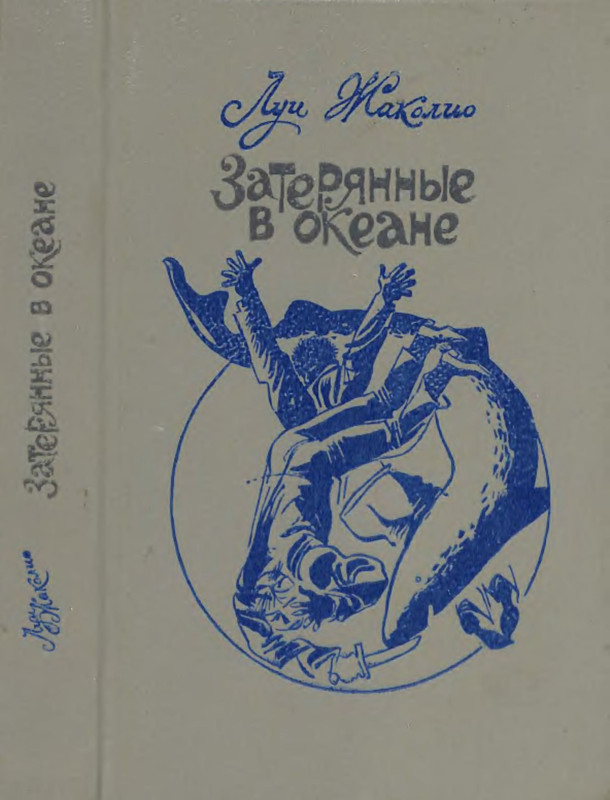 Луи Жаколио
Затерянные
в океане
Затерянные в океане
Луи Жаколио